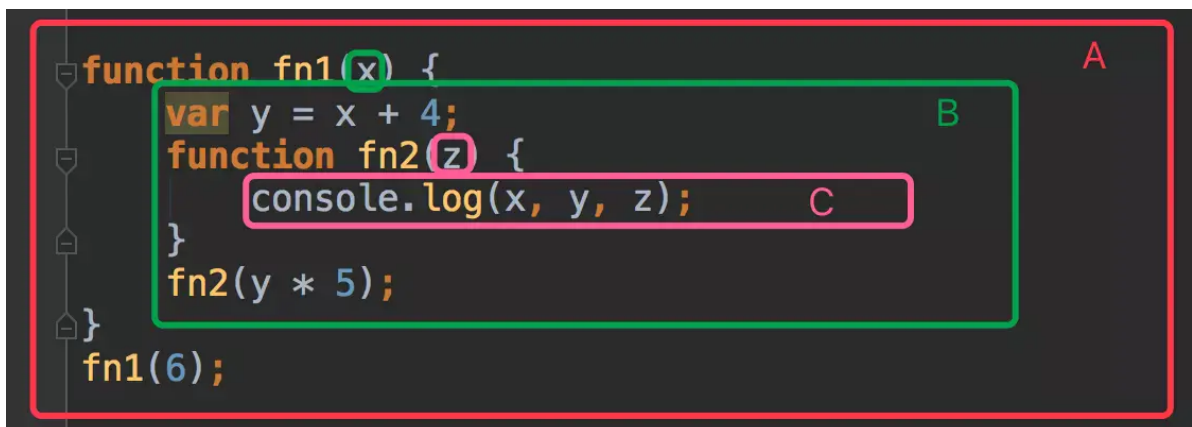 A
function fn1(x) {
var y = x + 4; B
function fn2(z) {
console.log(x, y, z); C
}
fn2(y * 5);
}
fn1(6);